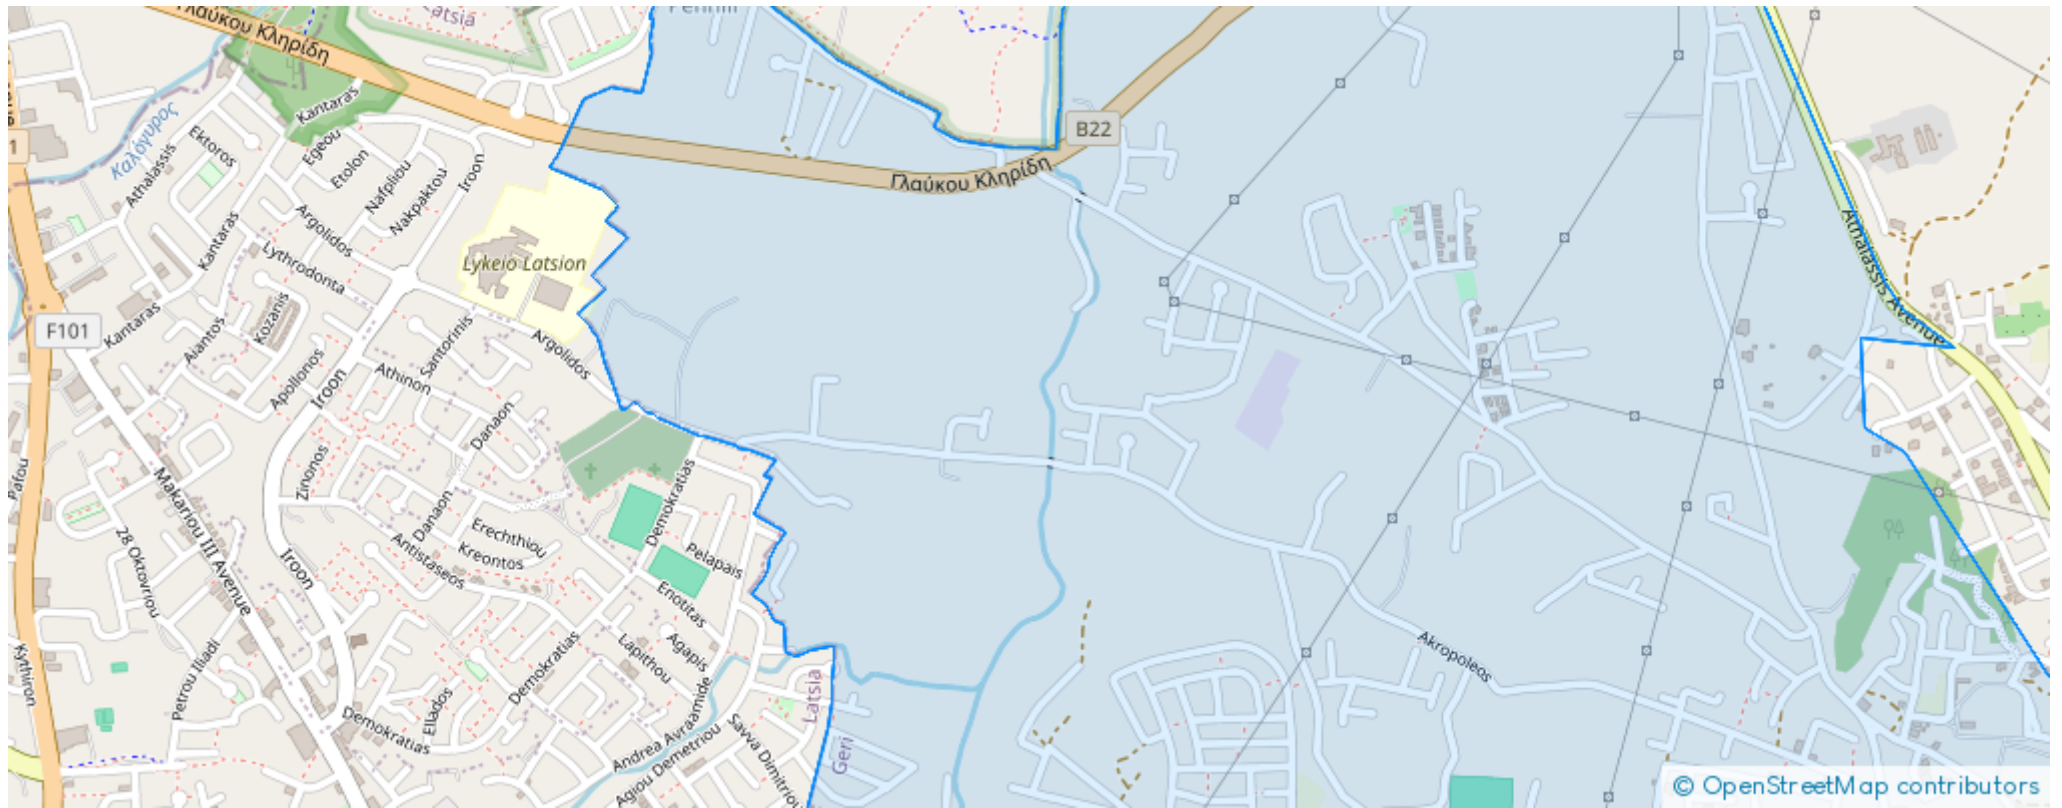 Latsia
Γλαύκου Κληρίδη
Καλόγυρος
Kantaras
Ektoros
Egeou
Etolon
Nafpliou
Nakpaktou
Iroon
Athalassis
Kantaras
Argolidos
Lythrodonta
Lykeio Latsion
B22
Γλαύκου Κληρίδη
Athalassis Avenue
F101
1
Kantaras
Aiantos
Kozanis
Apollonos
Iroon
Santorinis
Argolidos
Athinon
Danaon
Zinonos
Danaon
Pafou
Makariou III Avenue
28 Oktovriou
Iroon
Antistaseos
Erechthiou
Kreontos
Demokratias
Pelapais
Enotitas
Agapis
Lapithou
Demokratias
Petrou Iliadi
Kythiron
Ellados
Demokratias
Andrea Avraamide
Agiou Demetriou
Savva Dimitriou
Latsia
Geri
Akropoleos
© OpenStreetMap contributors